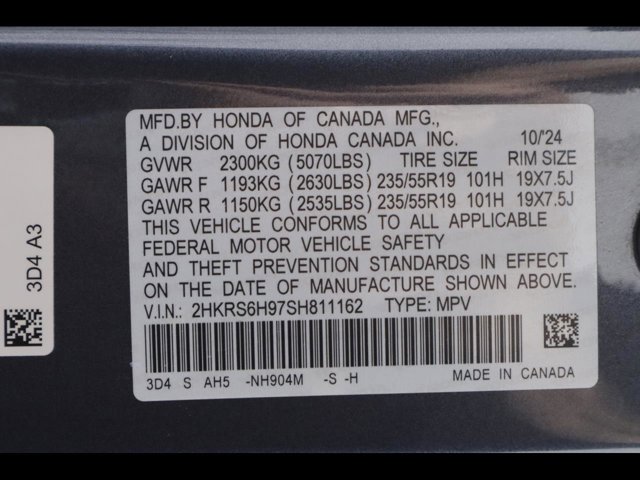 MFD.BY HONDA OF CANADA MFG.,
A DIVISION OF HONDA CANADA INC. 10/'24
GVWR 2300KG (5070LBS) TIRE SIZE RIM SIZE
GAWR F 1193KG (2630LBS) 235/55R19 101H 19X7.5J
GAWR R 1150KG (2535LBS) 235/55R19 101H 19X7.5J
THIS VEHICLE CONFORMS TO ALL APPLICABLE
FEDERAL MOTOR VEHICLE SAFETY
AND THEFT PREVENTION STANDARDS IN EFFECT
ON THE DATE OF MANUFACTURE SHOWN ABOVE.
V.I.N.: 2HKRS6H97SH811162 TYPE: MPV
3D4 S AH5 -NH904M -S -H MADE IN CANADA
3D4 A3